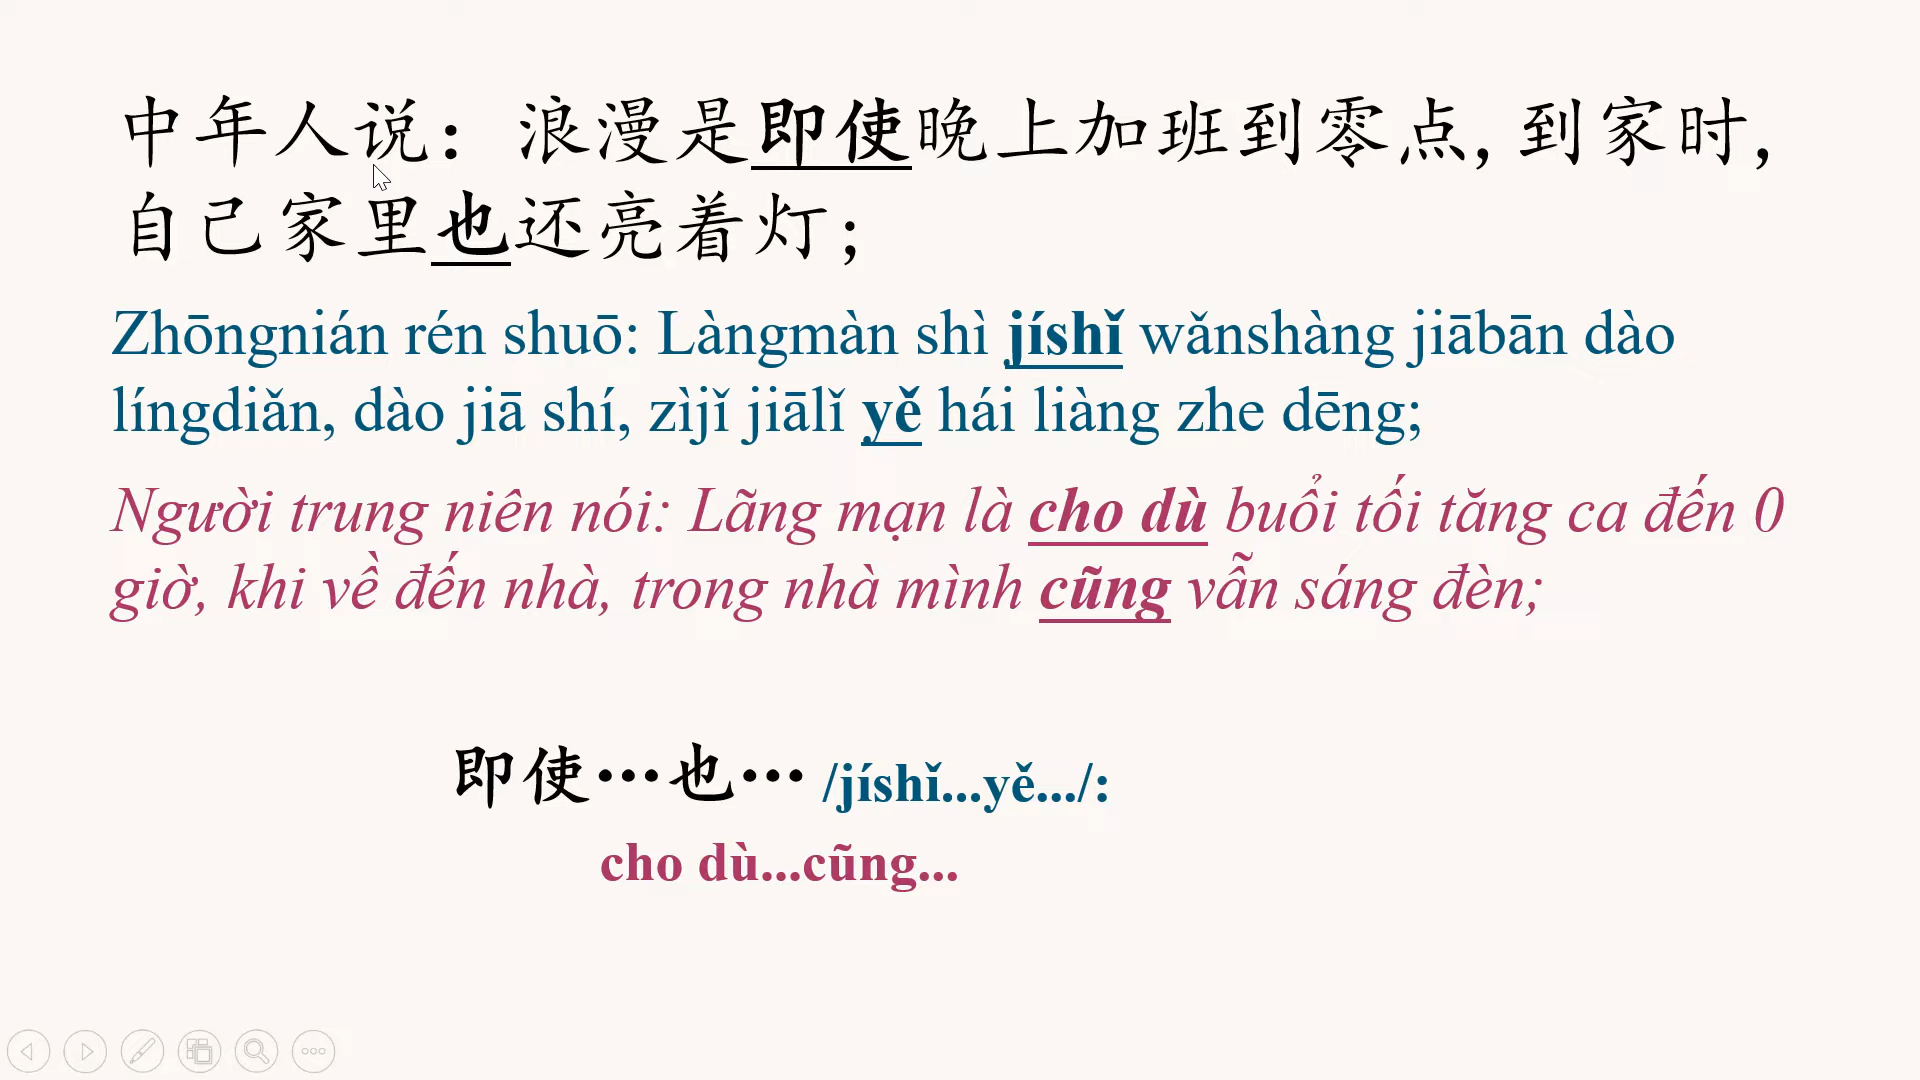 中年人说：浪漫是即使晚上加班到零点, 到家时,
自己家里也还亮着灯;
Zhōngnián rén shuō: Làngmàn shì jíshǐ wǎnshàng jiābān dào
língdiǎn, dào jiā shí, zìjǐ jiālǐ yě hái liàng zhe dēng;
Người trung niên nói: Lãng mạn là cho dù buổi tối tăng ca đến 0
giờ, khi về đến nhà, trong nhà mình cũng vẫn sáng đèn;
即使…也… /jíshǐ...yě.../:
cho dù...cũng...